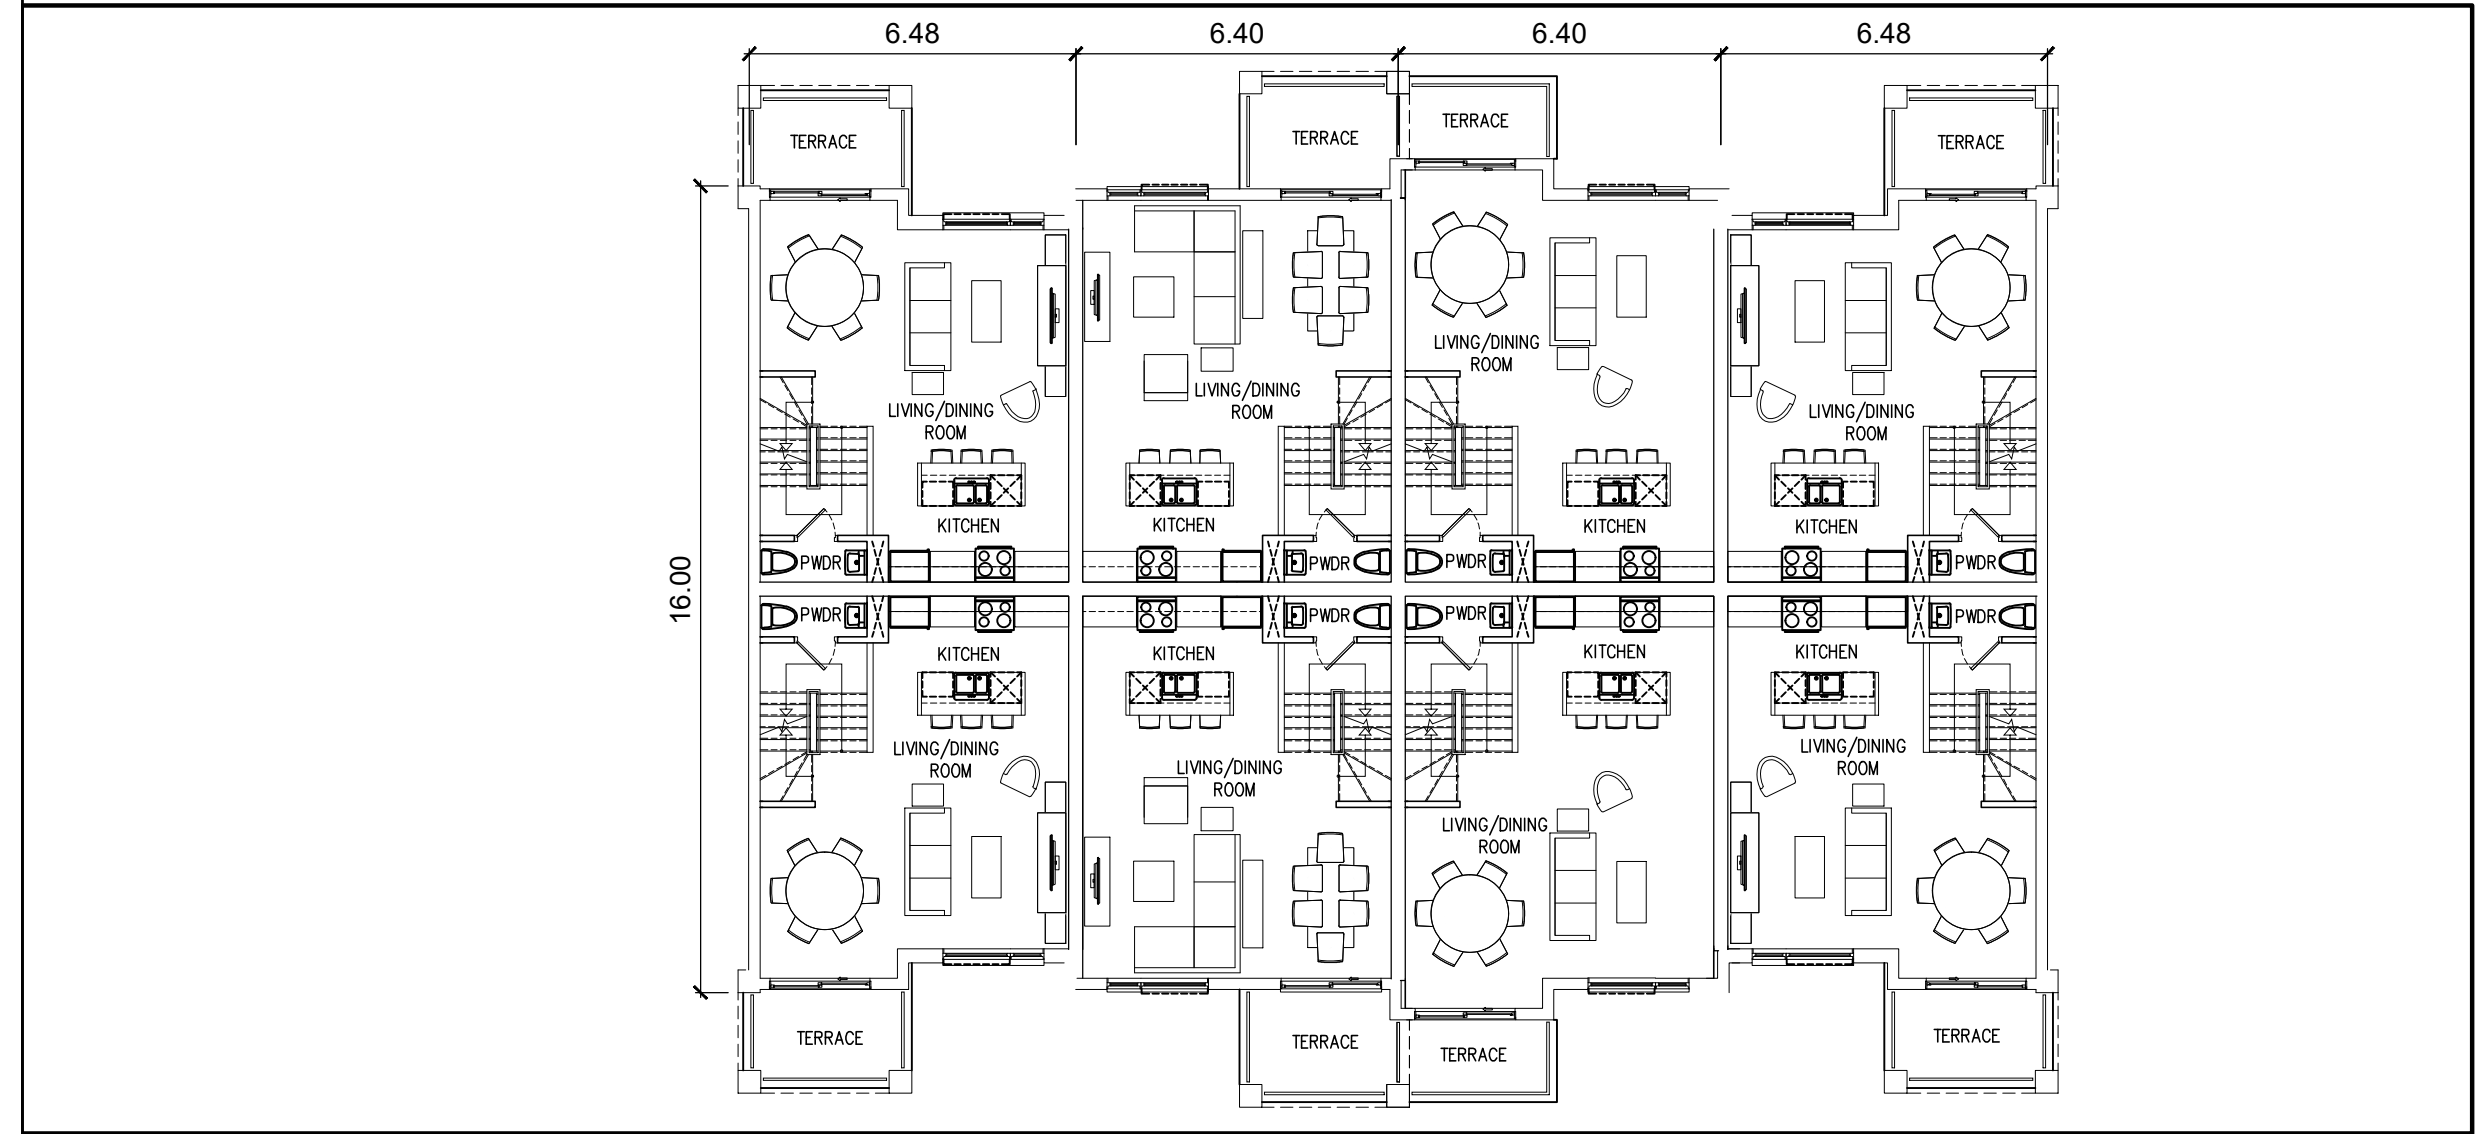 6.48 6.40 6.40 6.48
TERRACE TERRACE TERRACE TERRACE
LIVING/DINING
ROOM
LIVING/DINING
ROOM
LIVING/DINING
ROOM
LIVING/DINING
ROOM
KITCHEN KITCHEN KITCHEN KITCHEN
PWDR PWDR PWDR PWDR
16.00
PWDR PWDR PWDR PWDR
KITCHEN KITCHEN KITCHEN KITCHEN
LIVING/DINING
ROOM
LIVING/DINING
ROOM
LIVING/DINING
ROOM
LIVING/DINING
ROOM
TERRACE TERRACE TERRACE TERRACE